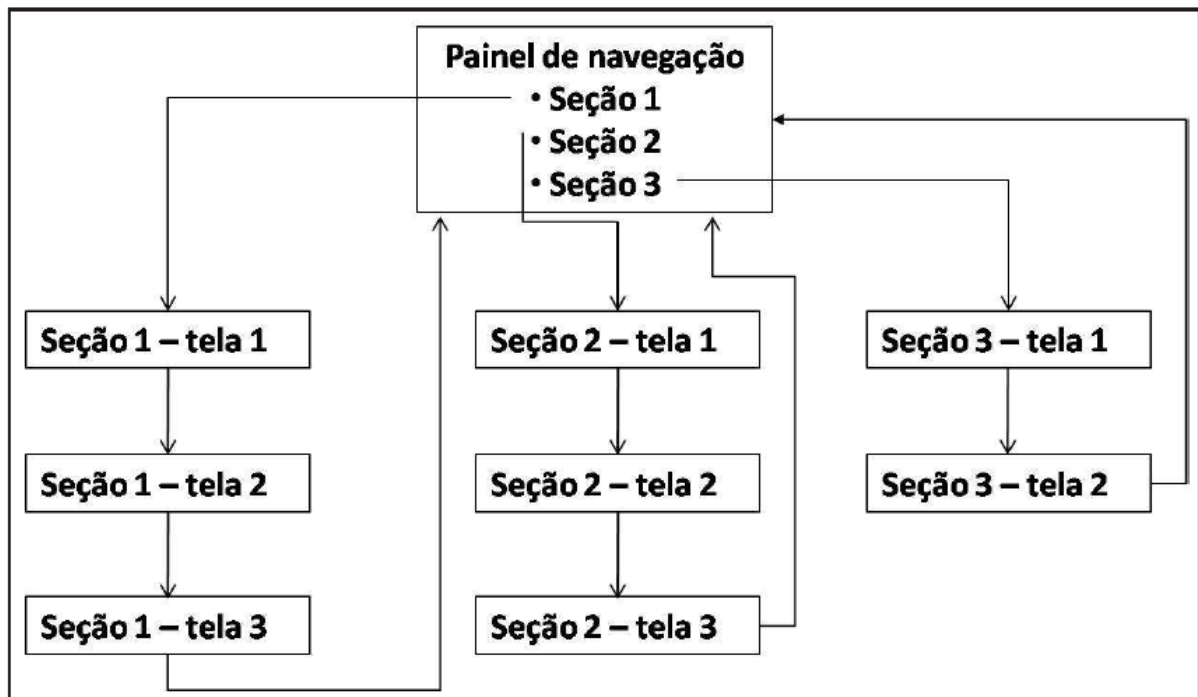 Painel de navegação
• Seção 1
• Seção 2
• Seção 3
Seção 1 – tela 1
Seção 2 – tela 1
Seção 3 – tela 1
Seção 1 – tela 2
Seção 2 – tela 2
Seção 3 – tela 2
Seção 1 – tela 3
Seção 2 – tela 3